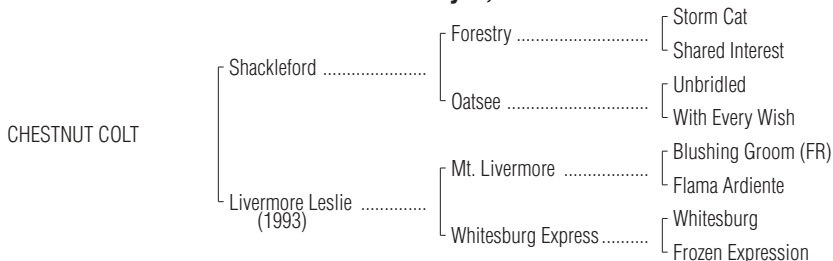 Storm Cat
Forestry ............................
Shared Interest
Shackleford ......................
Unbridled
Oatsee ..............................
With Every Wish
CHESTNUT COLT
Blushing Groom (FR)
Mt. Livermore ..................
Flama Ardiente
Livermore Leslie ..............
(1993)
Whitesburg
Whitesburg Express..........
Frozen Expression